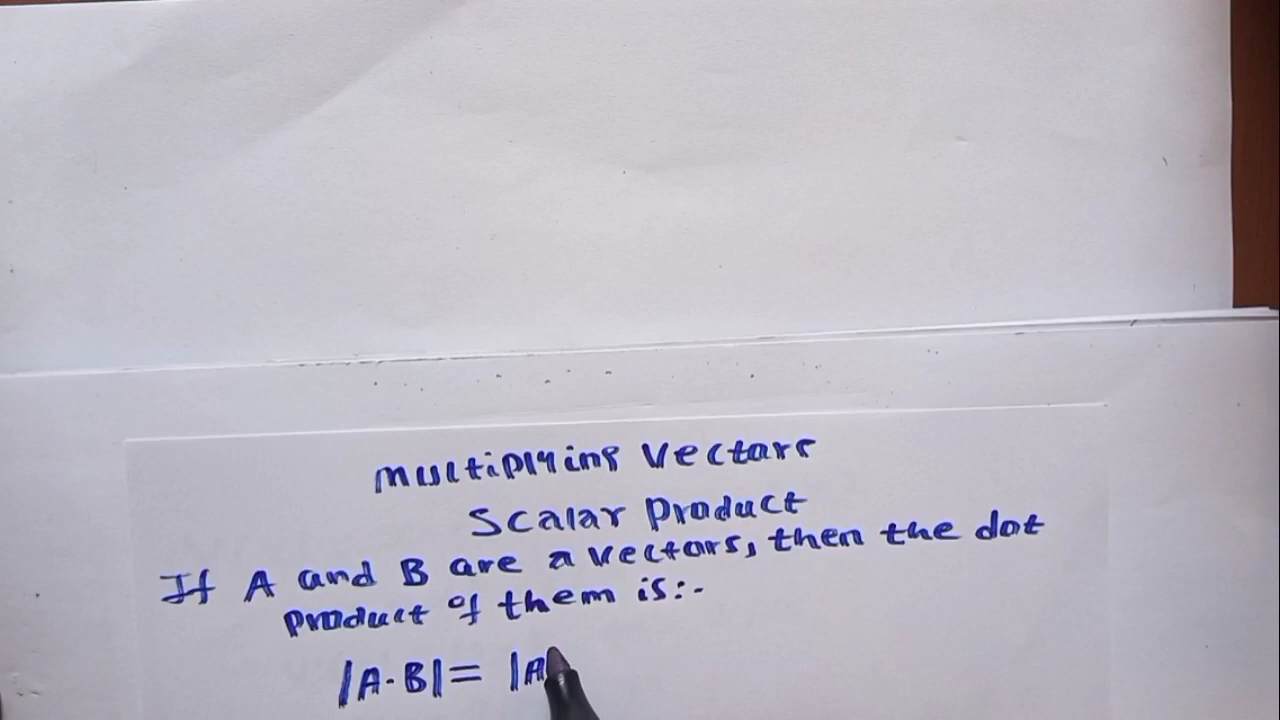 Multiplying Vectors
Scalar Product
If A and B are a vectors, then the dot
product of them is:-
|A·B|= |A